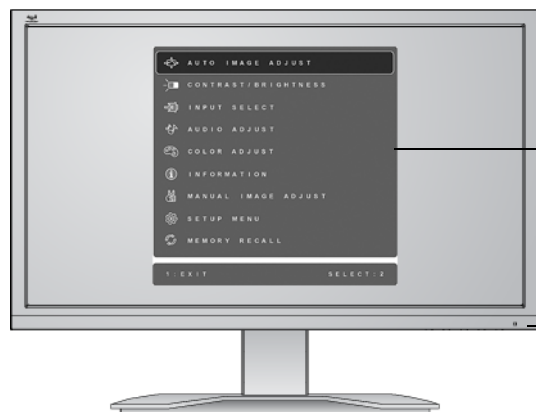 AUTO IMAGE ADJUST
CONTRAST/BRIGHTNESS
INPUT SELECT
AUDIO ADJUST
COLOR ADJUST
INFORMATION
MANUAL IMAGE ADJUST
SETUP MENU
MEMORY RECALL
1:EXIT SELECT:2